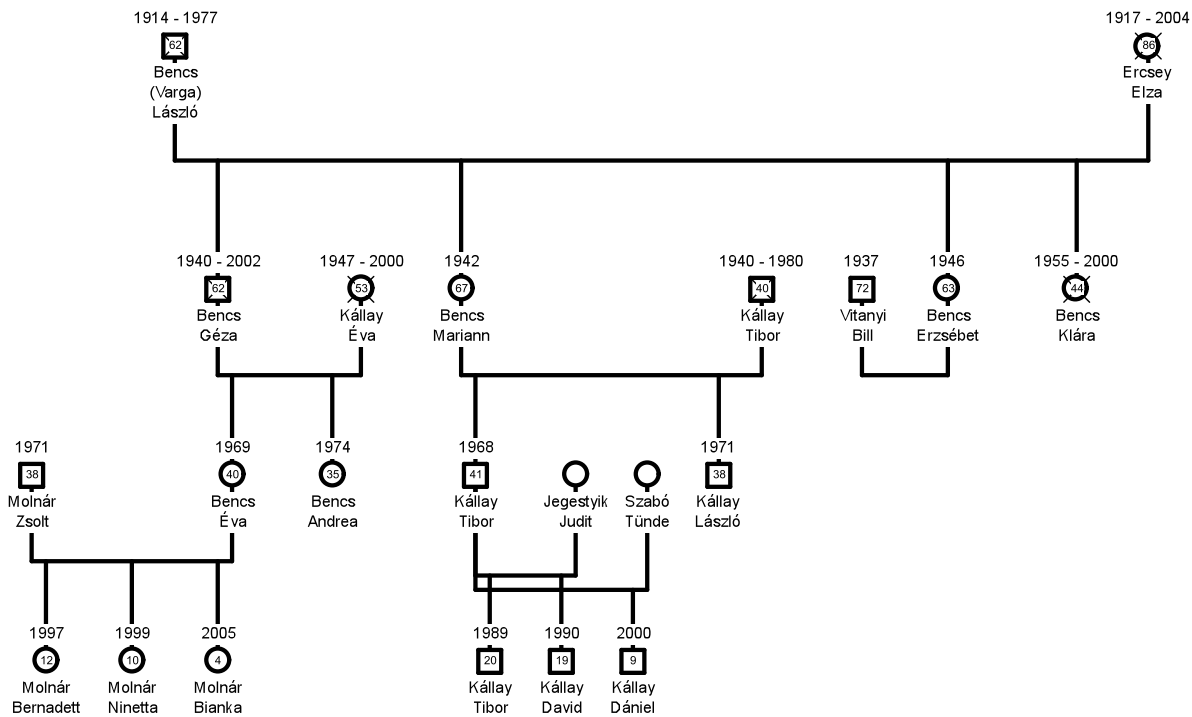 1914 - 1977
62
Bencs
(Varga)
László
1917 - 2004
86
Ercsey
Elza
1940 - 2002
62
Bencs
Géza
1947 - 2000
53
Kállay
Éva
1942
67
Bencs
Mariann
1940 - 1980
40
Kállay
Tibor
1937
72
Vitanyi
Bill
1946
63
Bencs
Erzsébet
1955 - 2000
44
Bencs
Klára
1971
38
Molnár
Zsolt
1969
40
Bencs
Éva
1974
35
Bencs
Andrea
1968
41
Kállay
Tibor
Jegestyik
Judit
Szabó
Tünde
1971
38
Kállay
László
1997
12
Molnár
Bernadett
1999
10
Molnár
Ninetta
2005
4
Molnár
Bianka
1989
20
Kállay
Tibor
1990
19
Kállay
David
2000
9
Kállay
Dániel